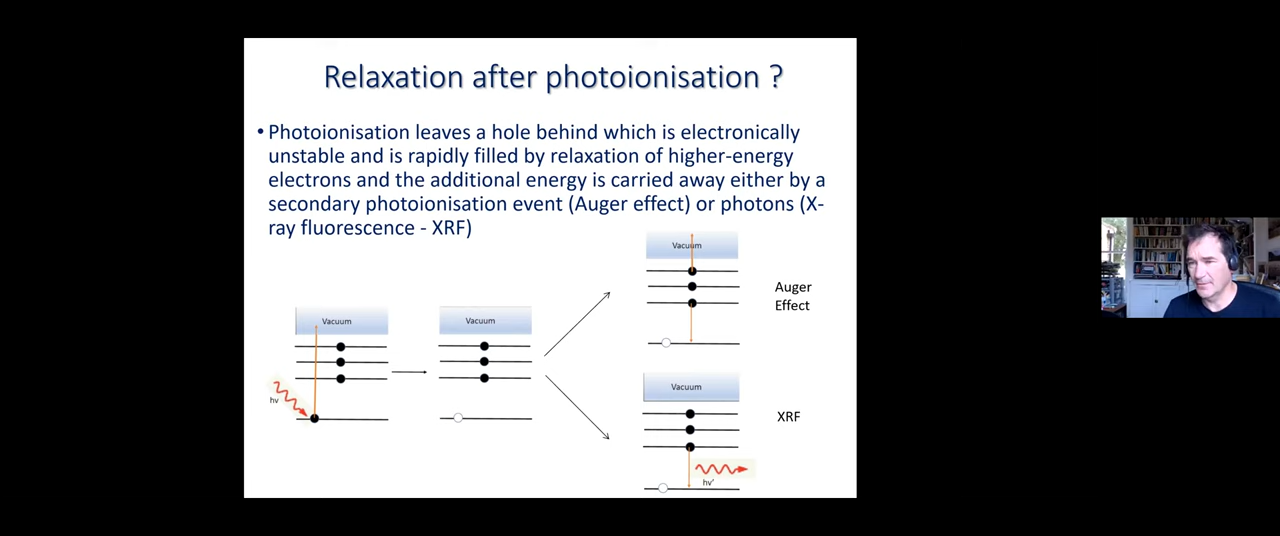 Relaxation after photoionisation ?
• Photoionisation leaves a hole behind which is electronically
unstable and is rapidly filled by relaxation of higher-energy
electrons and the additional energy is carried away either by a
secondary photoionisation event (Auger effect) or photons (X-
ray fluorescence - XRF)
Vacuum
Auger
Effect
Vacuum
Vacuum
hν
Vacuum
XRF
hν'